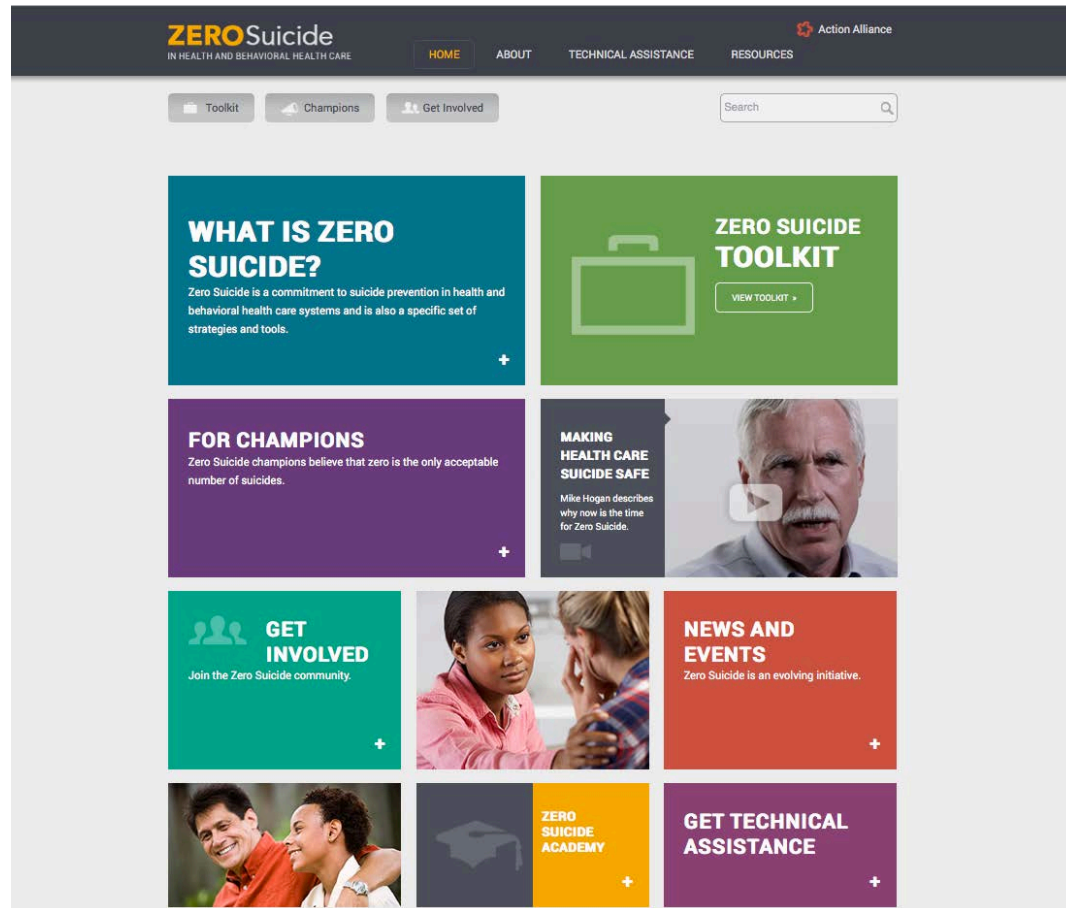 ZEROSuicide
IN HEALTH AND BEHAVIORAL HEALTH CARE
Action Alliance
HOME
ABOUT
TECHNICAL ASSISTANCE
RESOURCES
Toolkit
Champions
Get Involved
Search
WHAT IS ZERO
SUICIDE?
Zero Suicide is a commitment to suicide prevention in health and
behavioral health care systems and is also a specific set of
strategies and tools.
+
ZERO SUICIDE
TOOLKIT
VIEW TOOLKIT »
FOR CHAMPIONS
Zero Suicide champions believe that zero is the only acceptable
number of suicides.
+
MAKING
HEALTH CARE
SUICIDE SAFE
Mike Hogan describes
why now is the time
for Zero Suicide.
GET
INVOLVED
Join the Zero Suicide community.
+
NEWS AND
EVENTS
Zero Suicide is an evolving initiative.
+
ZERO
SUICIDE
ACADEMY
+
GET TECHNICAL
ASSISTANCE
+